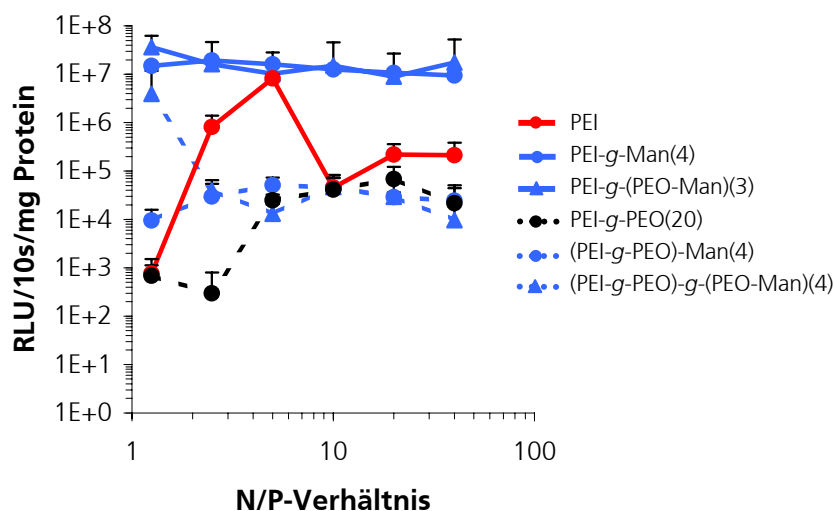 1E+8
1E+7
1E+6
1E+5
1E+4
1E+3
1E+2
1E+1
1E+0
RLU/10s/mg Protein
1 10 100
N/P-Verhältnis
PEI
PEI-g-Man(4)
PEI-g-(PEO-Man)(3)
PEI-g-PEO(20)
(PEI-g-PEO)-Man(4)
(PEI-g-PEO)-g-(PEO-Man)(4)